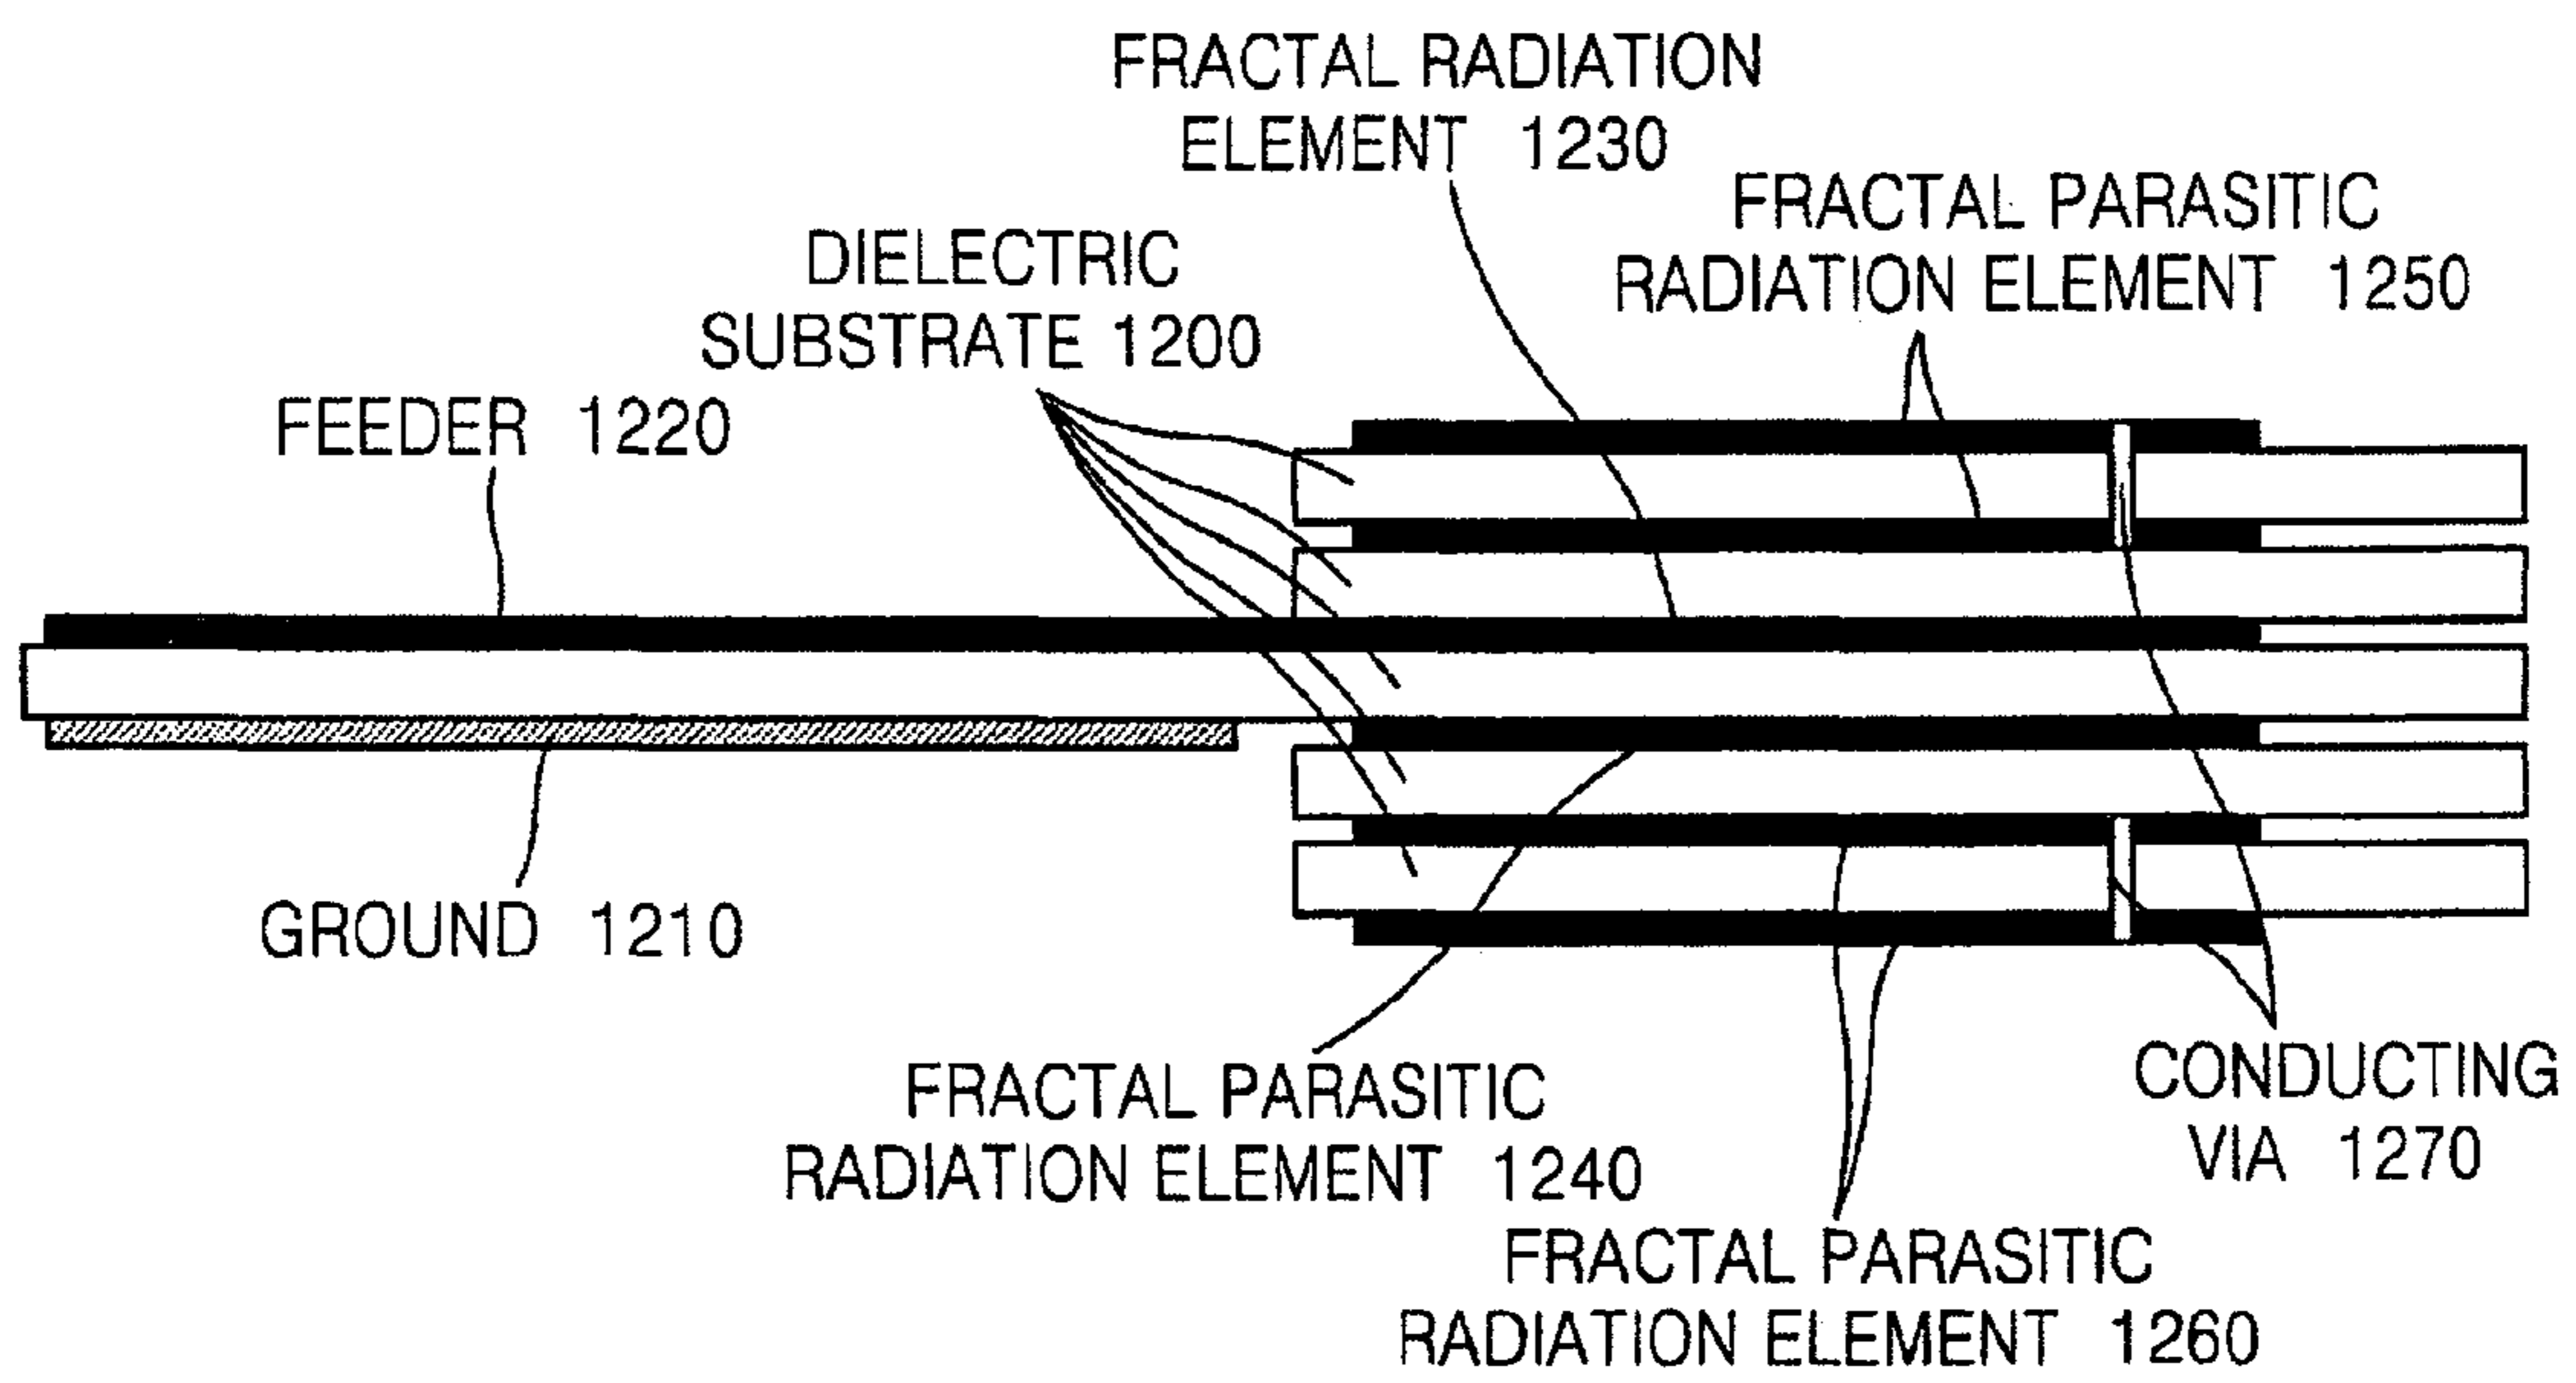 FRACTAL RADIATION
ELEMENT 1230
FRACTAL PARASITIC
RADIATION ELEMENT 1250
DIELECTRIC
SUBSTRATE 1200
FEEDER 1220
GROUND 1210
FRACTAL PARASITIC
RADIATION ELEMENT 1240
CONDUCTING
VIA 1270
FRACTAL PARASITIC
RADIATION ELEMENT 1260